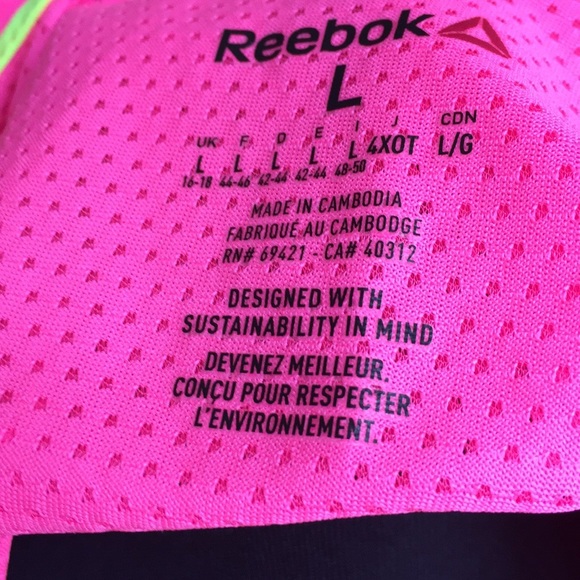 Reebok
L
UK F D E I J CDN
L L L L L 4XOT L/G
16-18 44-46 42-44 42-44 48-50
MADE IN CAMBODIA
FABRIQUÉ AU CAMBODGE
RN# 69421 - CA# 40312
DESIGNED WITH
SUSTAINABILITY IN MIND
DEVENEZ MEILLEUR.
CONÇU POUR RESPECTER
L'ENVIRONNEMENT.